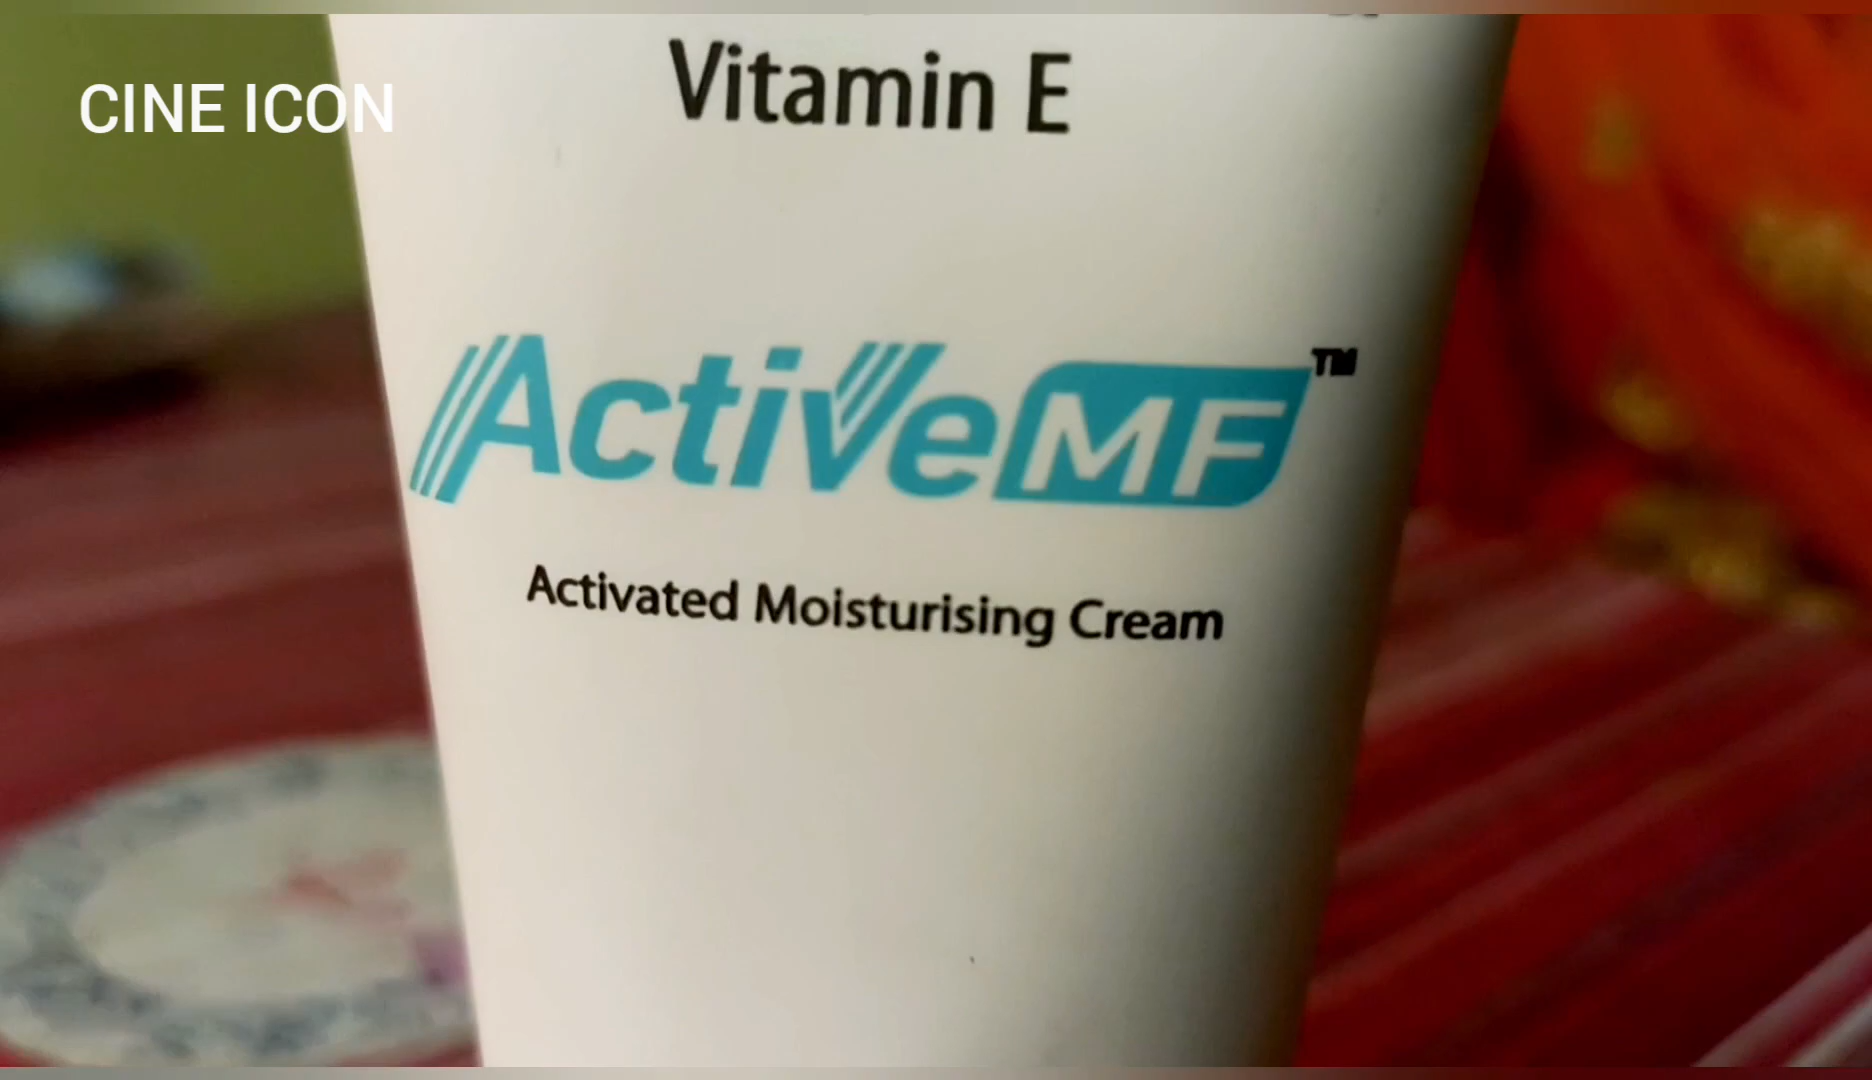 Vitamin E
CINE ICON
ActiveMF™
Activated Moisturising Cream